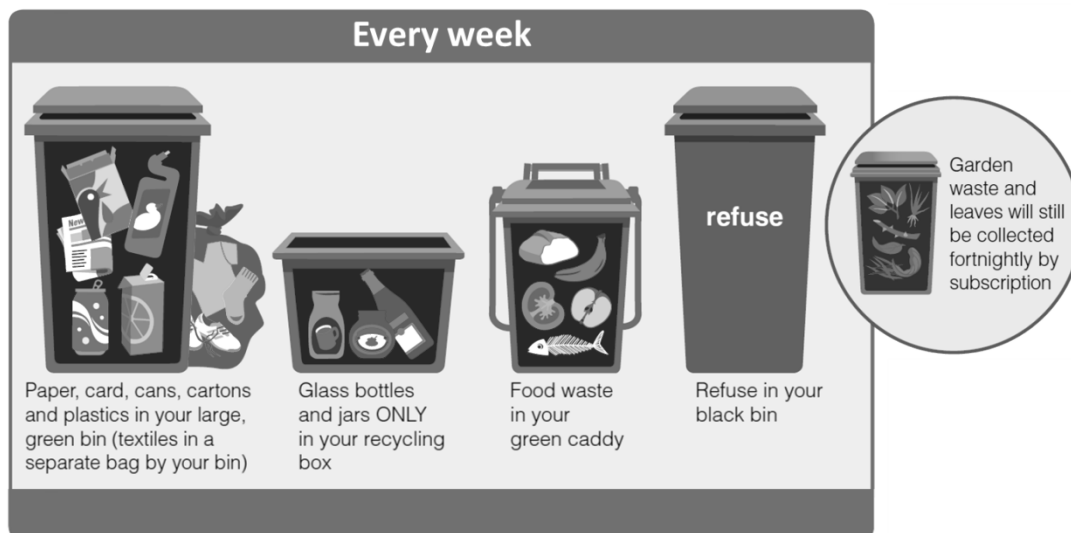 Every week
News
Paper, card, cans, cartons
and plastics in your large,
green bin (textiles in a
separate bag by your bin)
Glass bottles
and jars ONLY
in your recycling
box
Food waste
in your
green caddy
refuse
Refuse in your
black bin
Garden
waste and
leaves will still
be collected
fortnightly by
subscription